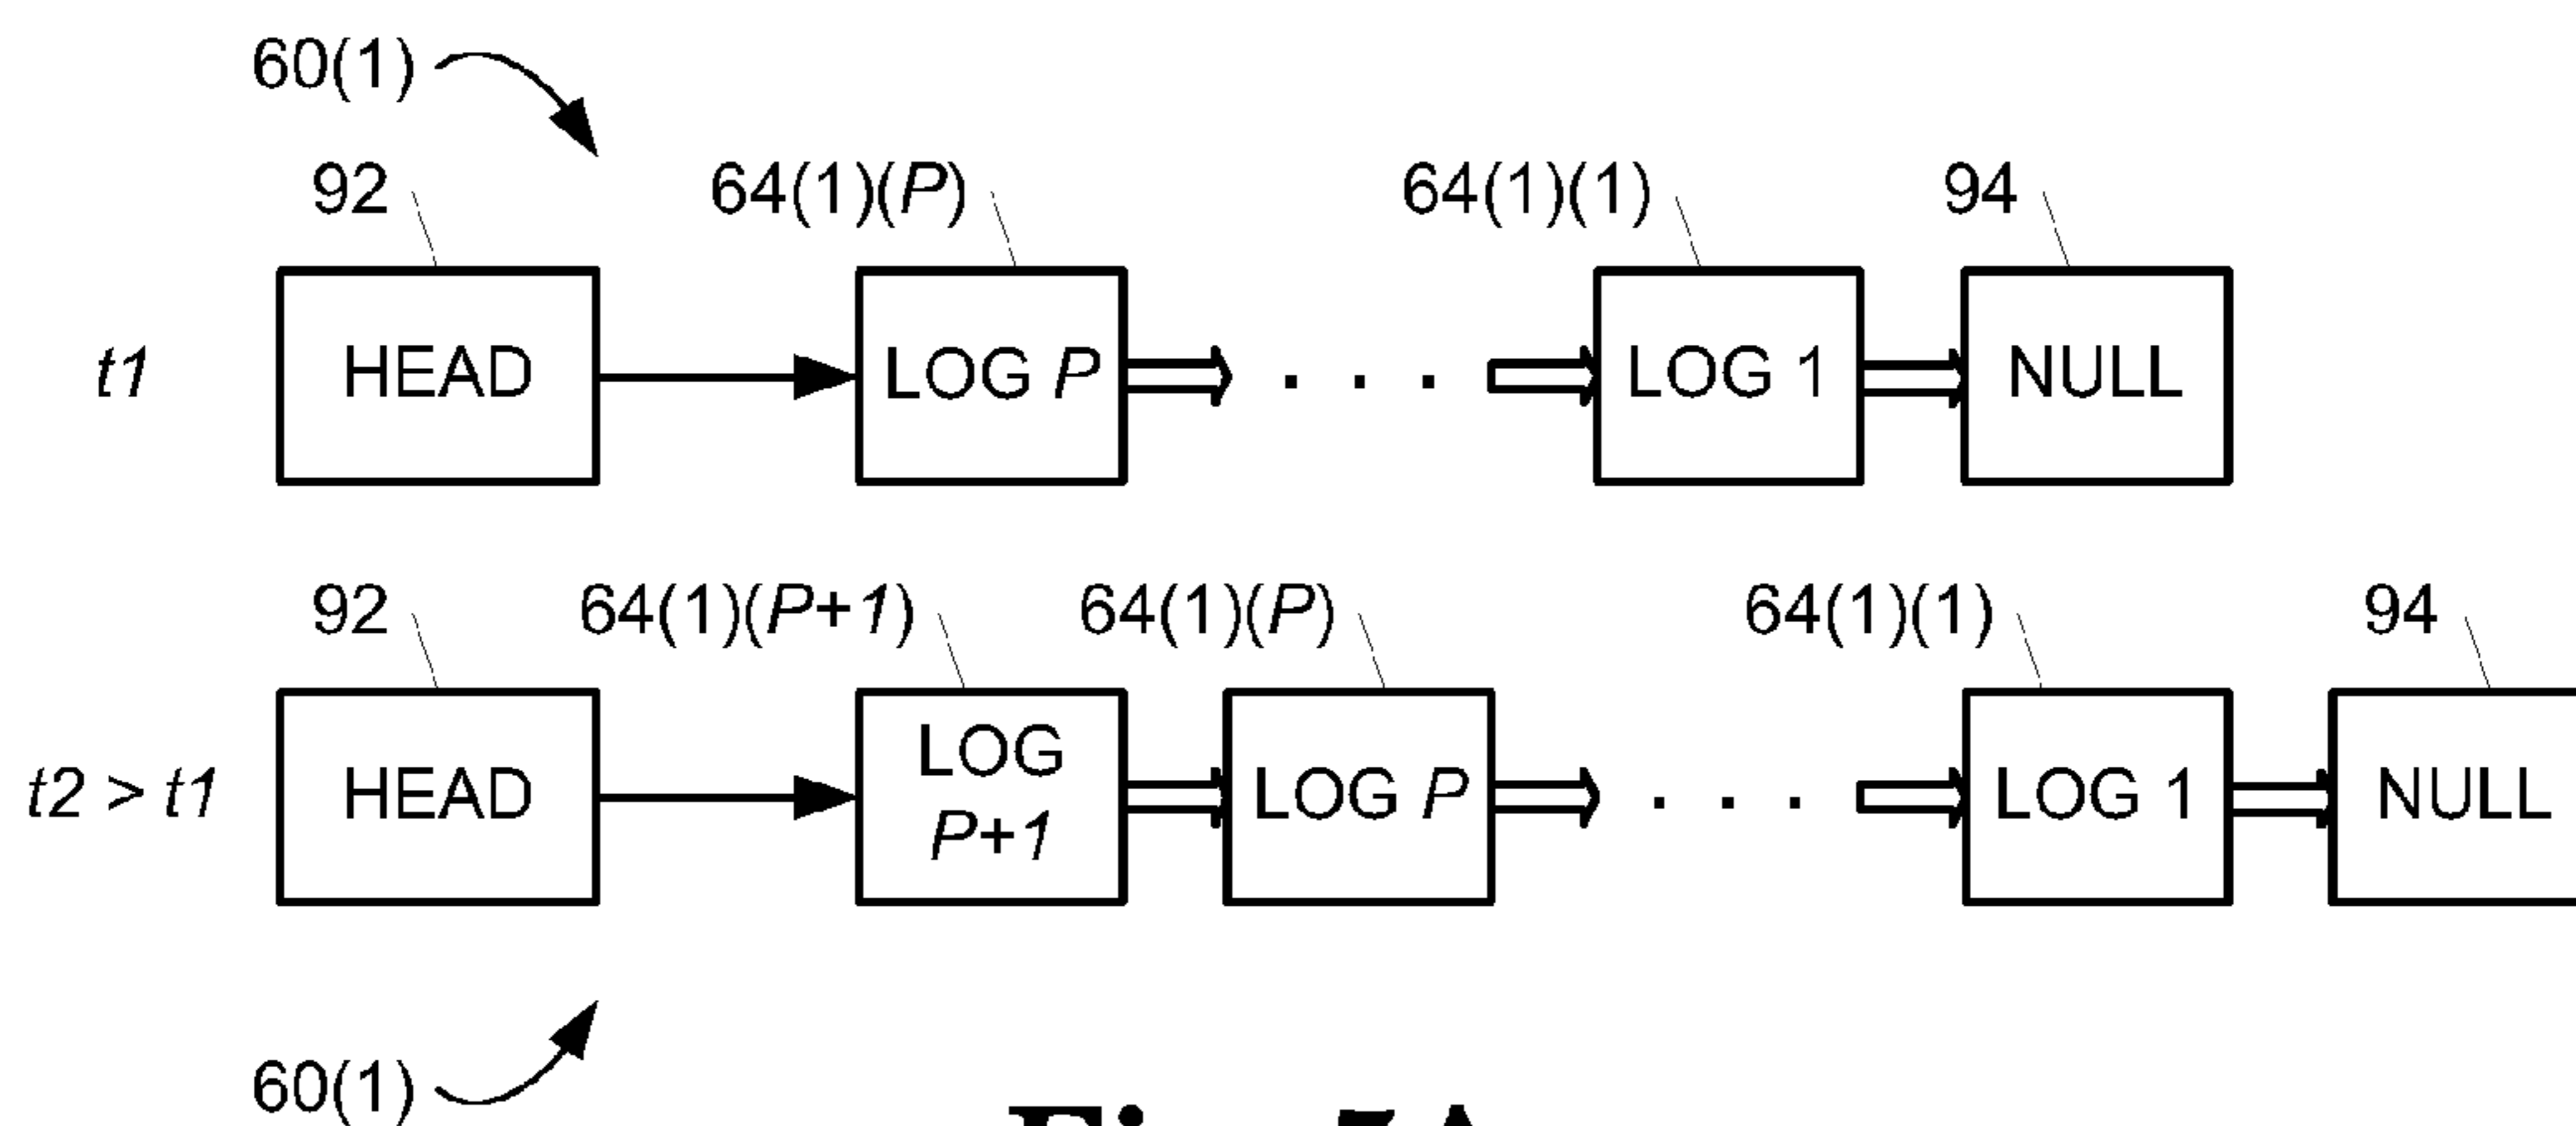 60(1)
92 64(1)(P) 64(1)(1) 94
t1 HEAD LOG P . . . LOG 1 NULL
92 64(1)(P+1) 64(1)(P) 64(1)(1) 94
t2 > t1 HEAD LOG P+1 LOG P . . . LOG 1 NULL
60(1)